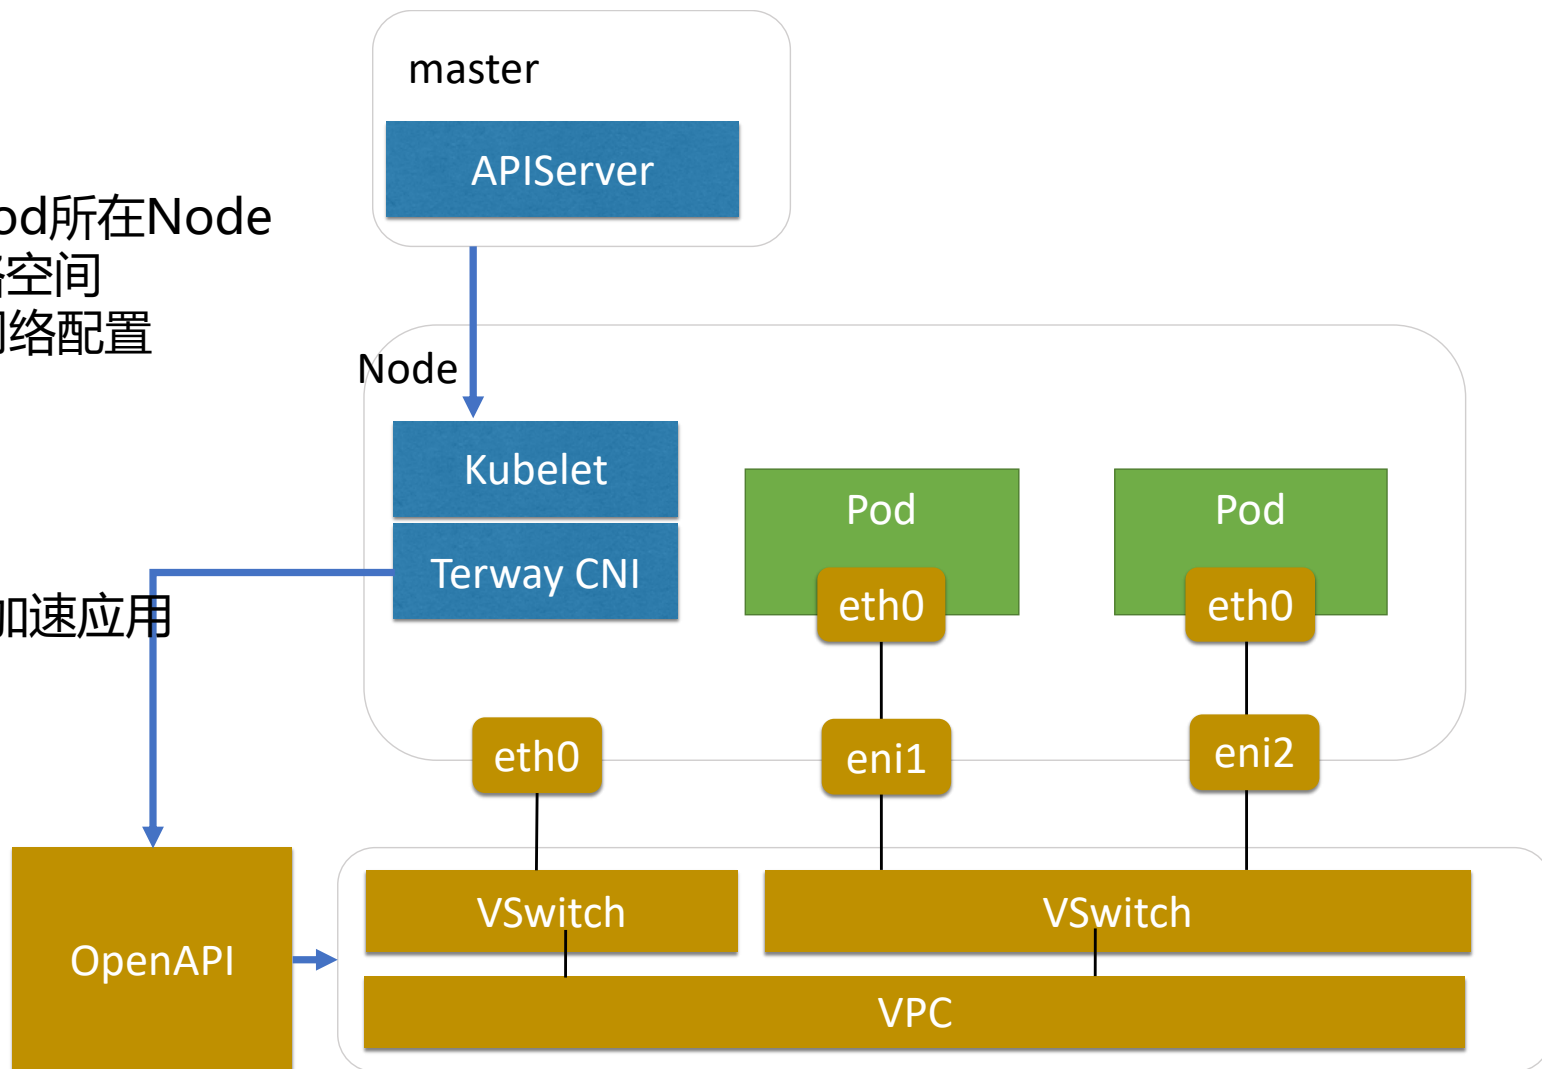 master
APIServer
od所在Node
空间
络配置
Node
Kubelet
Pod
Pod
Terway CNI
eth0
eth0
加速应用
eth0
eni1
eni2
VSwitch
VSwitch
OpenAPI
VPC